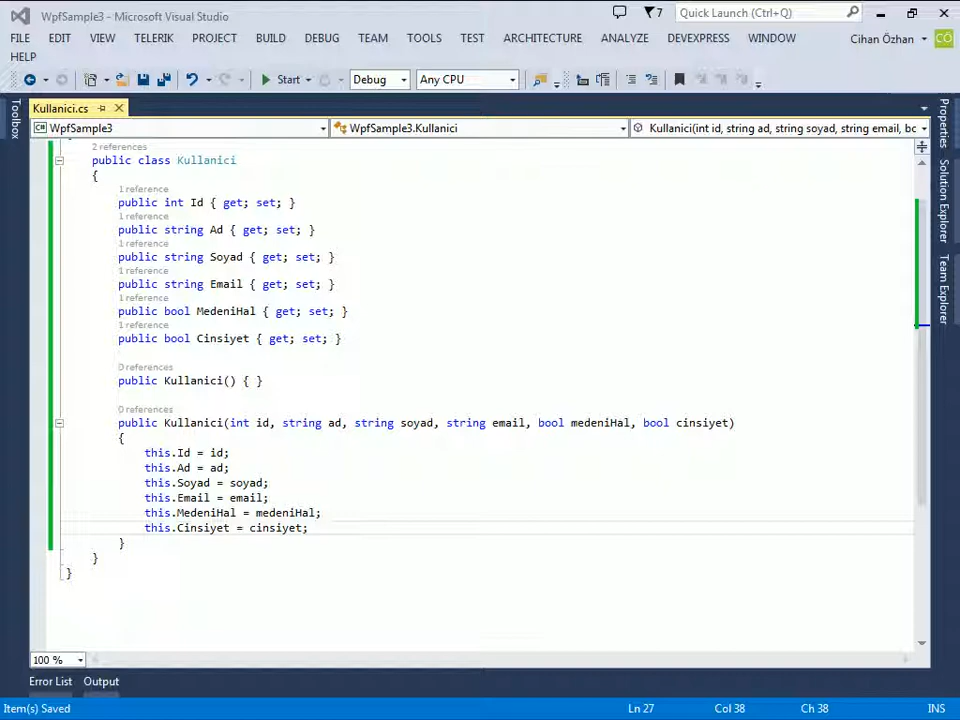 WpfSample3 - Microsoft Visual Studio
7
Quick Launch (Ctrl+Q)
FILE EDIT VIEW TELERIK PROJECT BUILD DEBUG TEAM TOOLS TEST ARCHITECTURE ANALYZE DEVEXPRESS WINDOW
Cihan Özhan CÖ
HELP
Start Debug Any CPU
Toolbox
Kullanici.cs
WpfSample3 WpfSample3.Kullanici Kullanici(int id, string ad, string soyad, string email, bc
Properties
Solution Explorer
Team Explorer
2 references
public class Kullanici
{
1 reference
public int Id { get; set; }
1 reference
public string Ad { get; set; }
1 reference
public string Soyad { get; set; }
1 reference
public string Email { get; set; }
1 reference
public bool MedeniHal { get; set; }
1 reference
public bool Cinsiyet { get; set; }
0 references
public Kullanici() { }
0 references
public Kullanici(int id, string ad, string soyad, string email, bool medeniHal, bool cinsiyet)
{
this.Id = id;
this.Ad = ad;
this.Soyad = soyad;
this.Email = email;
this.MedeniHal = medeniHal;
this.Cinsiyet = cinsiyet;
}
}
}
100 %
Error List Output
Item(s) Saved Ln 27 Col 38 Ch 38 INS